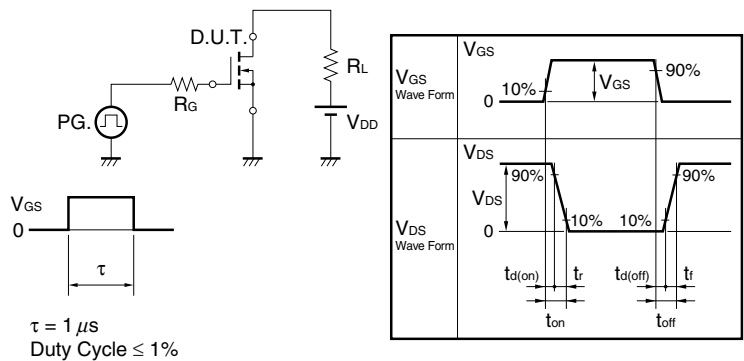 D.U.T.
RL
RG
PG.
VDD
VGS
0
τ
τ = 1 μs
Duty Cycle ≤ 1%
VGS
Wave Form
VGS
10%
VGS
90%
0
VDS
Wave Form
VDS
90%
VDS
10%
10%
90%
0
td(on)
tr
td(off)
tf
ton
toff